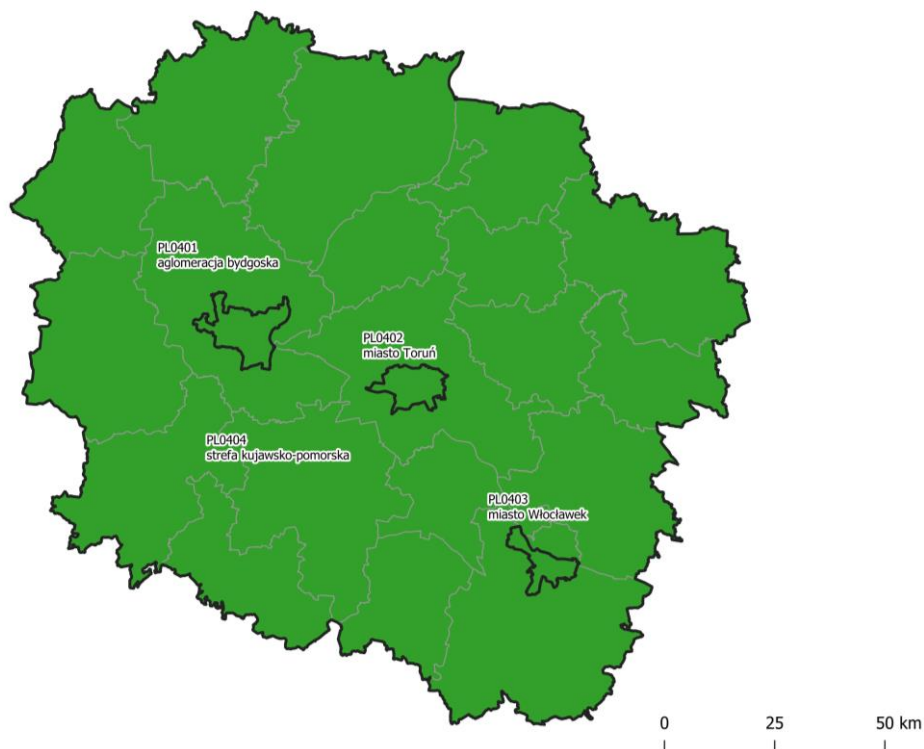 PL0401
aglomeracja bydgoska
PL0402
miasto Toruń
PL0404
strefa kujawsko-pomorska
PL0403
miasto Włocławek
0 25 50 km